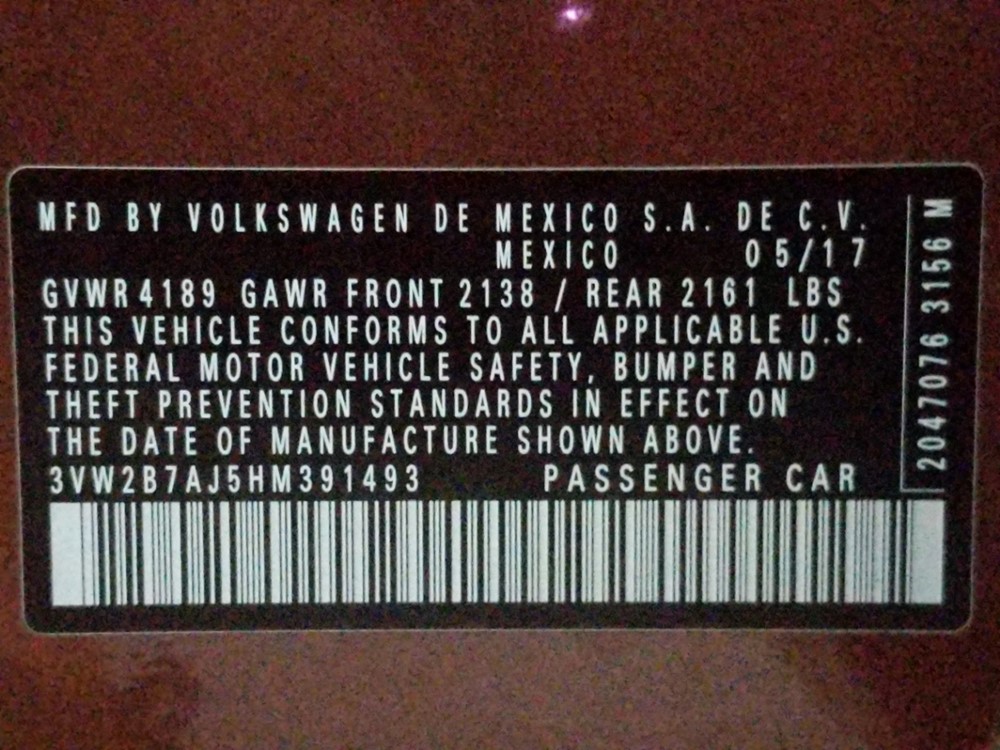 MFD BY VOLKSWAGEN DE MEXICO S.A. DE C.V.
MEXICO 05/17
GVWR 4189 GAWR FRONT 2138 / REAR 2161 LBS
THIS VEHICLE CONFORMS TO ALL APPLICABLE U.S.
FEDERAL MOTOR VEHICLE SAFETY, BUMPER AND
THEFT PREVENTION STANDARDS IN EFFECT ON
THE DATE OF MANUFACTURE SHOWN ABOVE.
3VW2B7AJ5HM391493 PASSENGER CAR
2047076 3156 M